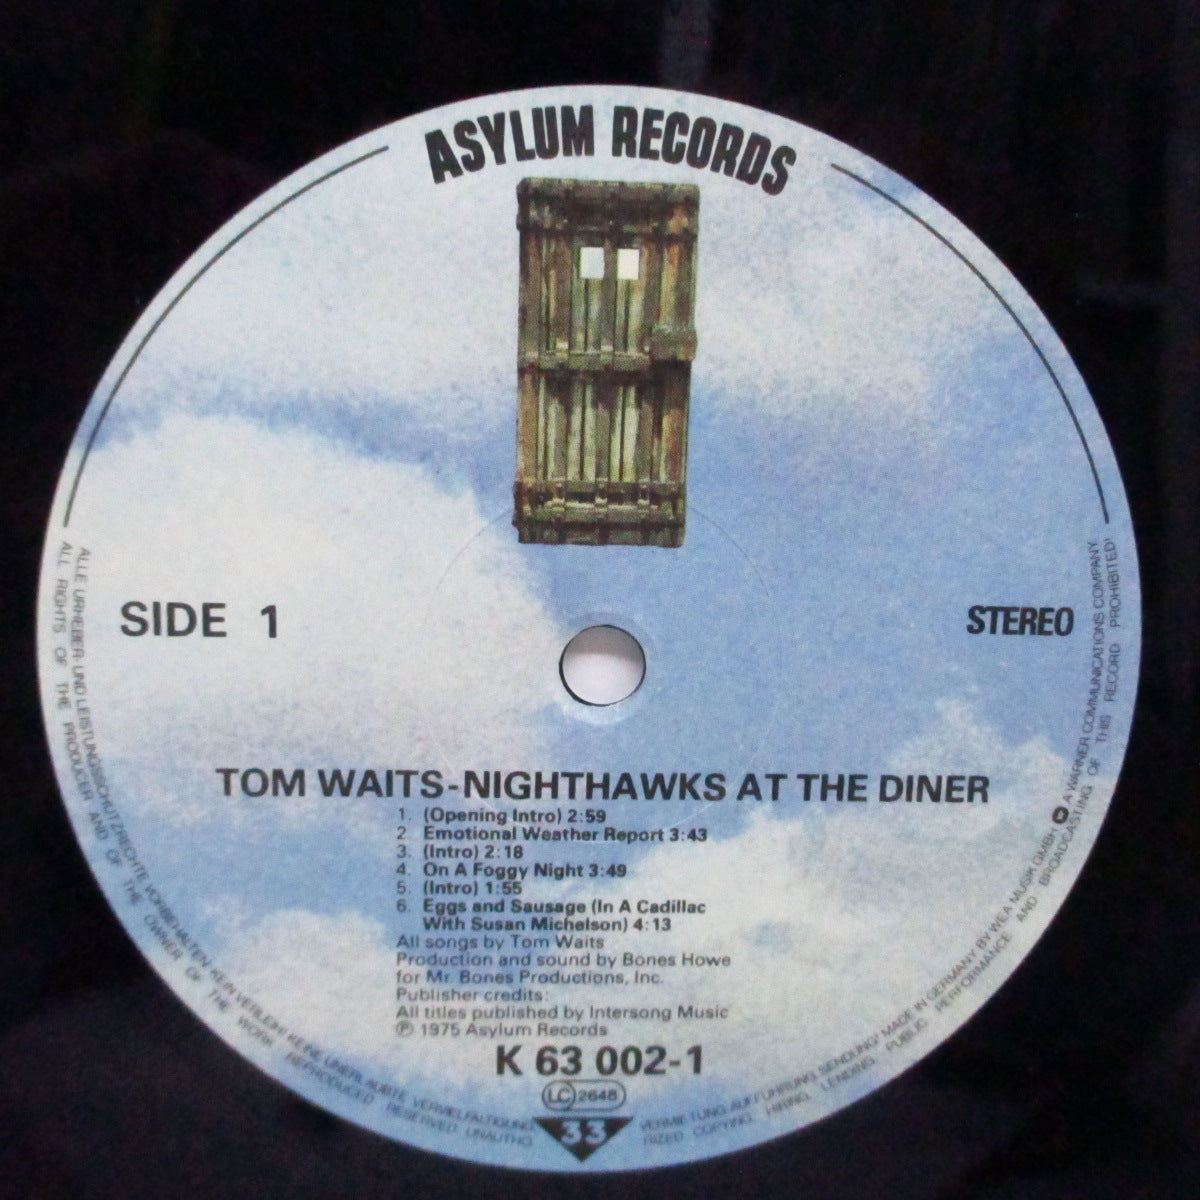 ASYLUM RECORDS
SIDE 1
STEREO
TOM WAITS-NIGHTHAWKS AT THE DINER
1. (Opening Intro) 2:59
2. Emotional Weather Report 3:43
3. (Intro) 2:18
4. On A Foggy Night 3:49
5. (Intro) 1:55
6. Eggs and Sausage (In A Cadillac
With Susan Michelson) 4:13
All songs by Tom Waits
Production and sound by Bones Howe
for Mr. Bones Productions, Inc.
Publisher credits:
All titles published by Intersong Music
℗ 1975 Asylum Records
K 63 002-1
LC 2648
33
ALLE URHEBER- UND LEISTUNGSSCHUTZRECHTE VORBEHALTEN KEIN VERLEIH! KEINE UNERLAUBTE VERVIELFÄLTIGUNG, VERMIETUNG, AUFFÜHRUNG, SENDUNG! MADE IN GERMANY BY WEA MUSIK GMBH A WARNER COMMUNICATIONS COMPANY
ALL RIGHTS OF THE PRODUCER AND OF THE OWNER OF THE WORK REPRODUCED RESERVED UNAUTHORIZED COPYING, HIRING, LENDING, PUBLIC PERFORMANCE AND BROADCASTING OF THIS RECORD PROHIBITED!